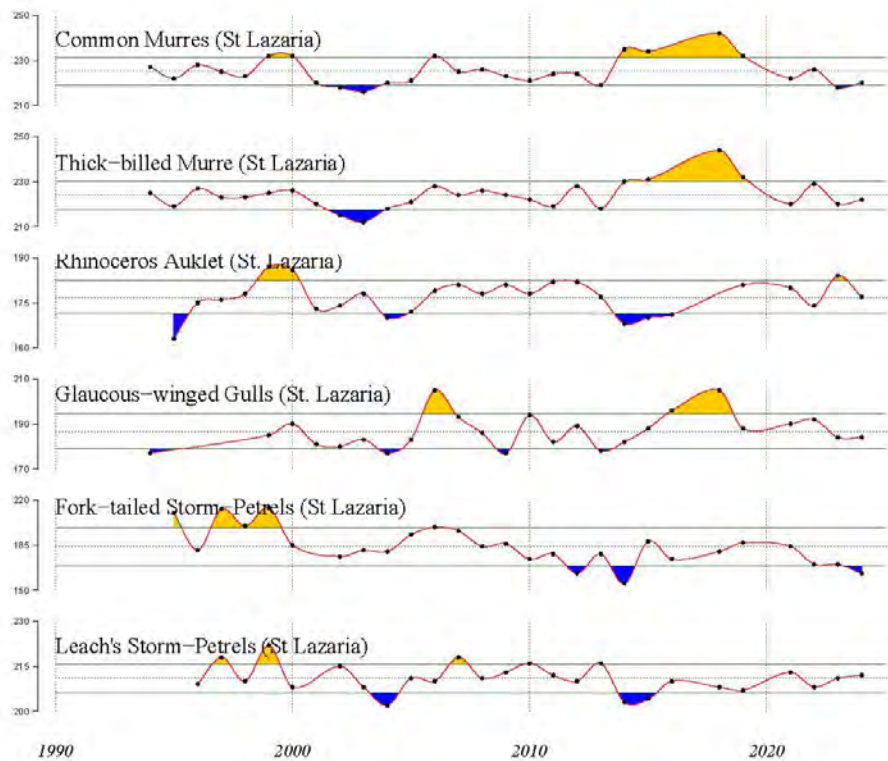 250
Common Murres (St Lazaria)
230
210
250
Thick-billed Murre (St Lazaria)
230
210
190
Rhinoceros Auklet (St. Lazaria)
175
160
210
Glaucous-winged Gulls (St. Lazaria)
190
170
220
Fork-tailed Storm-Petrels (St Lazaria)
185
150
230
Leach's Storm-Petrels (St Lazaria)
215
200
1990 2000 2010 2020